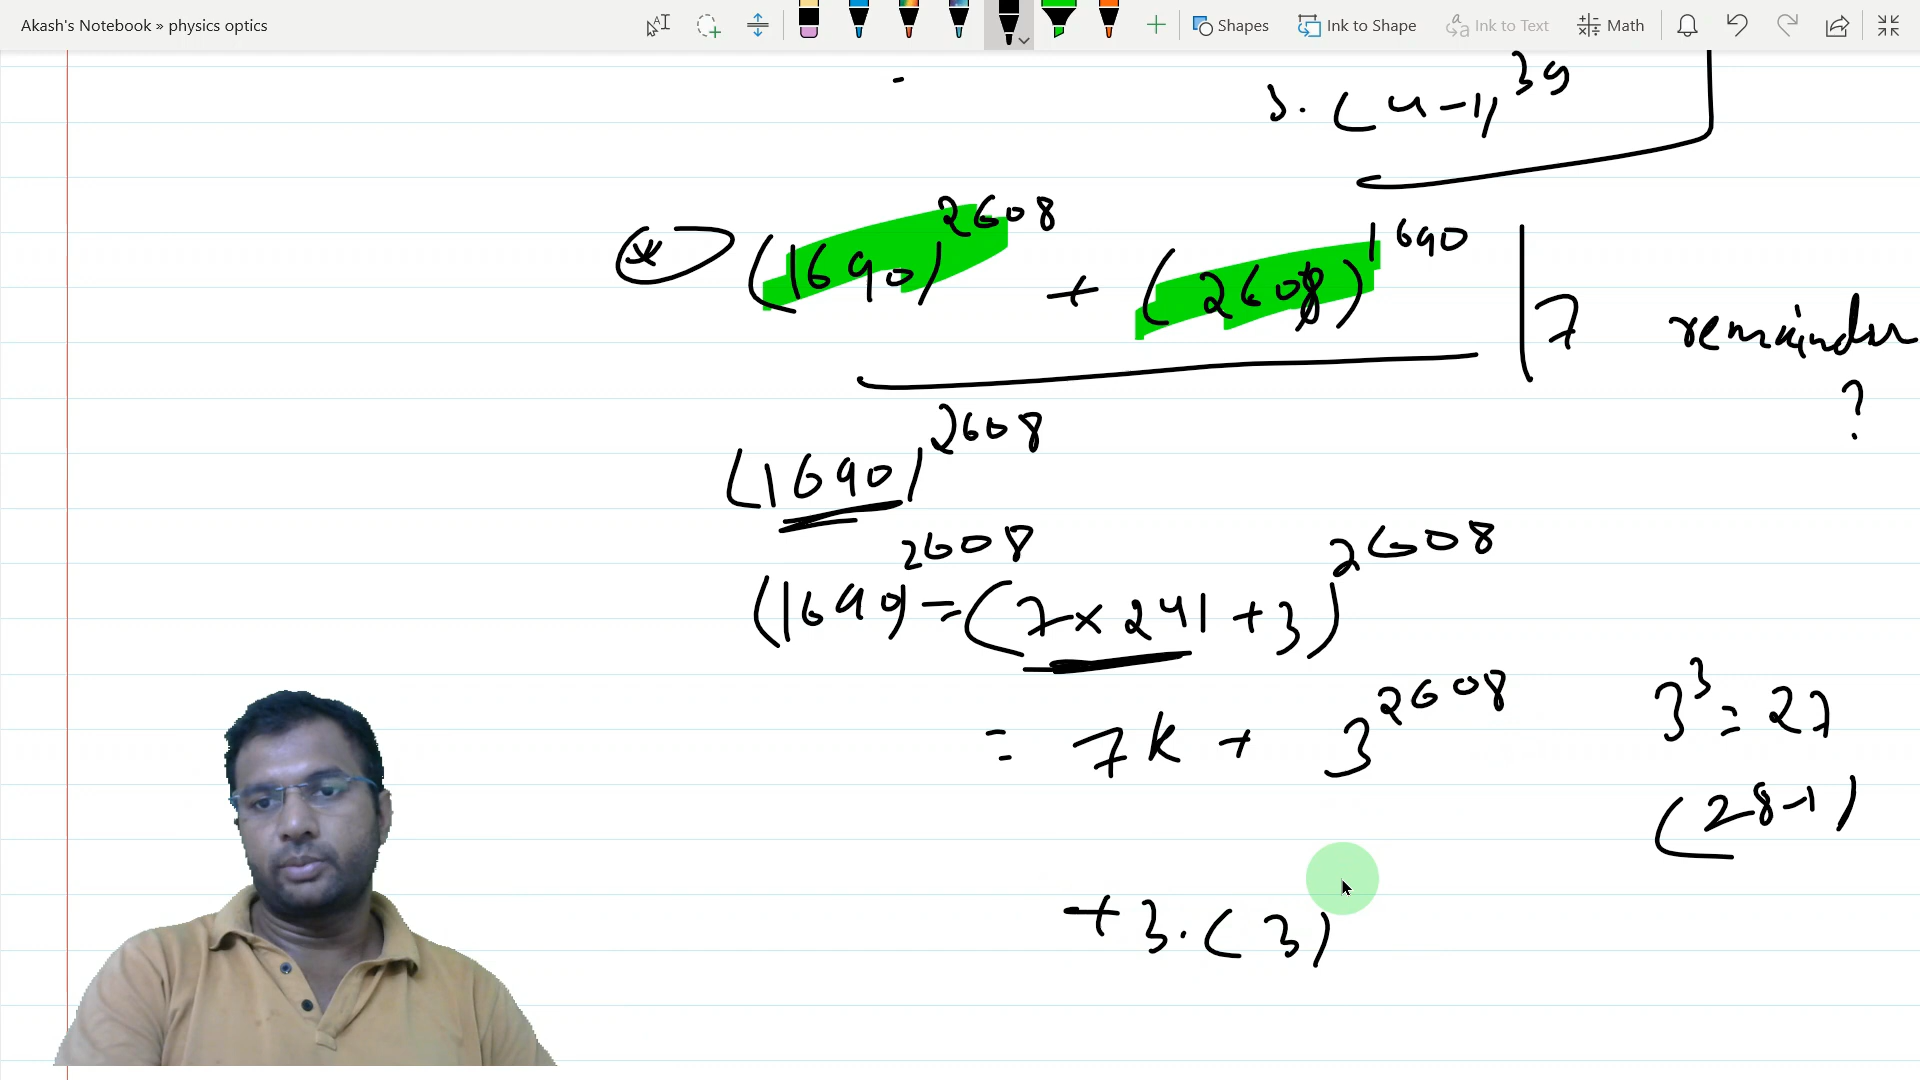 Akash's Notebook » physics optics
Shapes Ink to Shape Ink to Text Math
3. (4-1)^39
(1690)^2608 + (2608)^1690 | 7 remainder
?
(1690)^2608
(1690)^2608 = (7 × 241 + 3)^2608
= 7k + 3^2608
3^3 = 27
(28-1)
+ 3. (3)